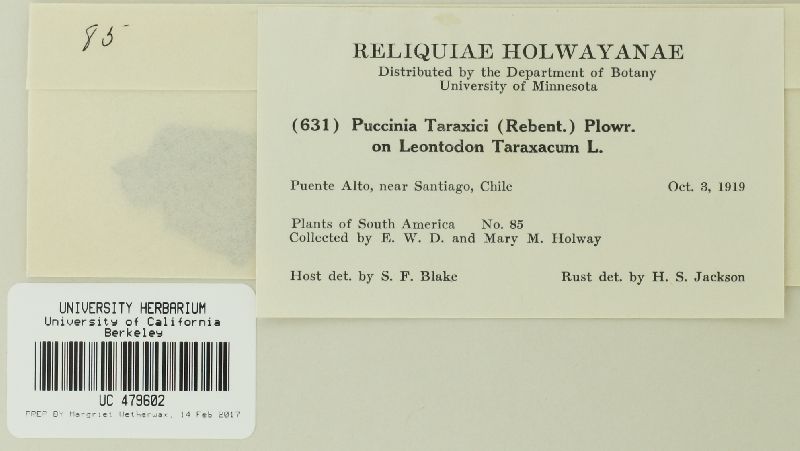 85
RELIQUIAE HOLWAYANAE
Distributed by the Department of Botany
University of Minnesota
(631) Puccinia Taraxici (Rebent.) Plowr.
on Leontodon Taraxacum L.
Puente Alto, near Santiago, Chile Oct. 3, 1919
Plants of South America No. 85
Collected by E. W. D. and Mary M. Holway
Host det. by S. F. Blake Rust det. by H. S. Jackson
UNIVERSITY HERBARIUM
University of California
Berkeley
UC 479602
PREP BY Margriet Wetherwax, 14 Feb 2017